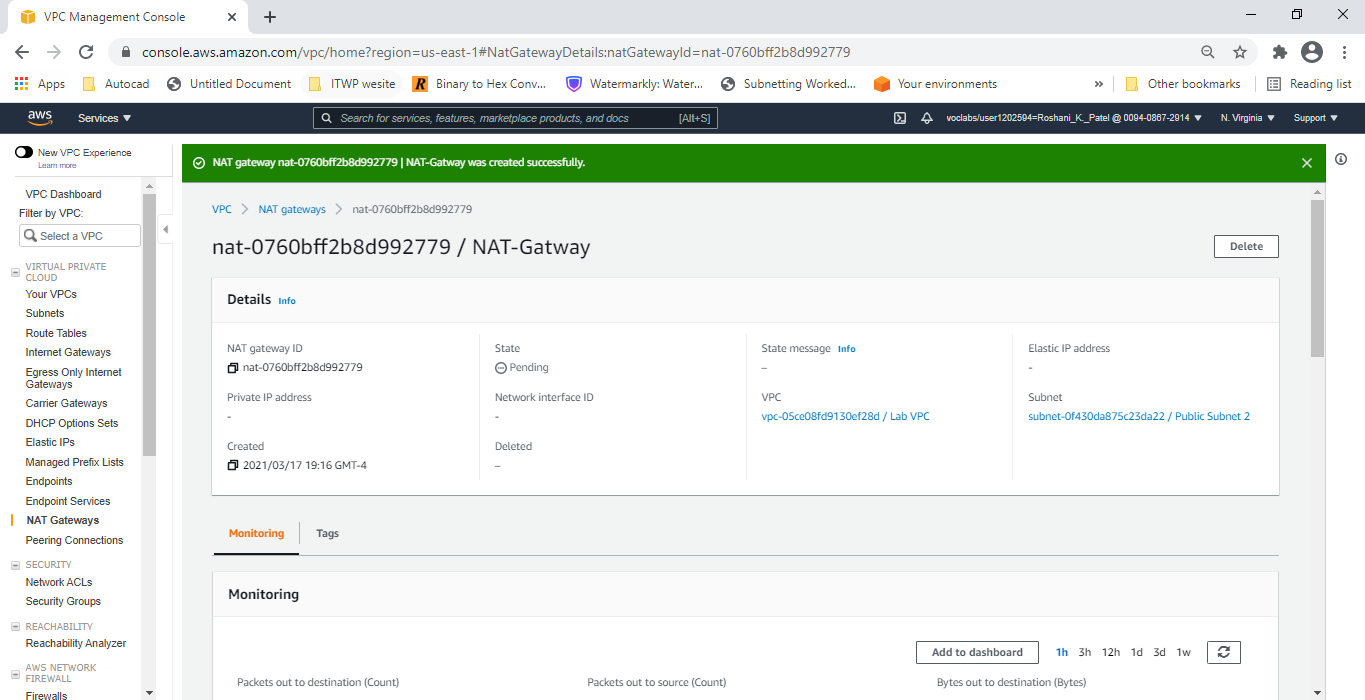 VPC Management Console
console.aws.amazon.com/vpc/home?region=us-east-1#NatGatewayDetails:natGatewayId=nat-0760bff2b8d992779
Apps Autocad Untitled Document ITWP wesite Binary to Hex Conv... Watermarkly: Water... Subnetting Worked... Your environments » Other bookmarks Reading list
aws Services Search for services, features, marketplace products, and docs [Alt+S] voclabs/user1202594=Roshani_K._Patel @ 0094-0867-2914 N. Virginia Support
New VPC Experience
Learn more
VPC Dashboard
Filter by VPC:
Select a VPC
VIRTUAL PRIVATE
CLOUD
Your VPCs
Subnets
Route Tables
Internet Gateways
Egress Only Internet
Gateways
Carrier Gateways
DHCP Options Sets
Elastic IPs
Managed Prefix Lists
Endpoints
Endpoint Services
NAT Gateways
Peering Connections
SECURITY
Network ACLs
Security Groups
REACHABILITY
Reachability Analyzer
AWS NETWORK
FIREWALL
Firewalls
NAT gateway nat-0760bff2b8d992779 | NAT-Gatway was created successfully.
VPC > NAT gateways > nat-0760bff2b8d992779
nat-0760bff2b8d992779 / NAT-Gatway
Delete
Details Info
NAT gateway ID
nat-0760bff2b8d992779
Private IP address
-
Created
2021/03/17 19:16 GMT-4
State
Pending
Network interface ID
-
Deleted
–
State message Info
–
VPC
vpc-05ce08fd9130ef28d / Lab VPC
Elastic IP address
-
Subnet
subnet-0f430da875c23da22 / Public Subnet 2
Monitoring Tags
Monitoring
Add to dashboard 1h 3h 12h 1d 3d 1w
Packets out to destination (Count) Packets out to source (Count) Bytes out to destination (Bytes)